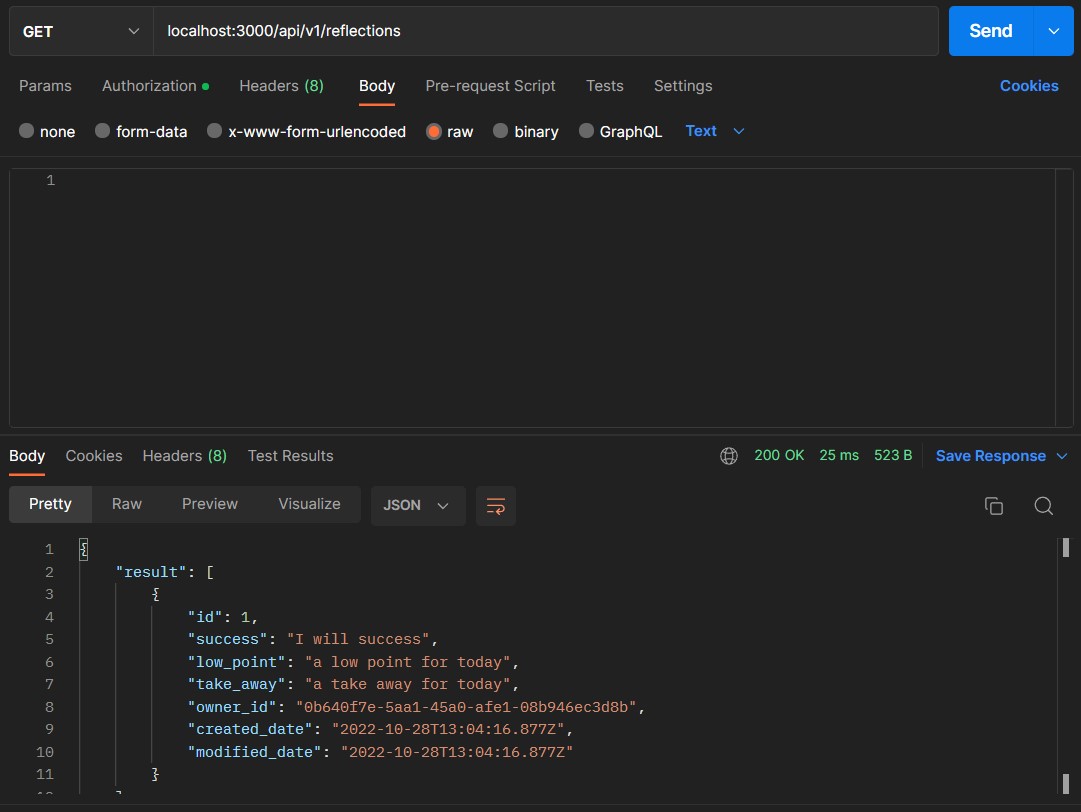 GET localhost:3000/api/v1/reflections Send
Params Authorization Headers (8) Body Pre-request Script Tests Settings Cookies
none form-data x-www-form-urlencoded raw binary GraphQL Text
1
Body Cookies Headers (8) Test Results 200 OK 25 ms 523 B Save Response
Pretty Raw Preview Visualize JSON
1 {
2 "result": [
3 {
4 "id": 1,
5 "success": "I will success",
6 "low_point": "a low point for today",
7 "take_away": "a take away for today",
8 "owner_id": "0b640f7e-5aa1-45a0-afe1-08b946ec3d8b",
9 "created_date": "2022-10-28T13:04:16.877Z",
10 "modified_date": "2022-10-28T13:04:16.877Z"
11 }